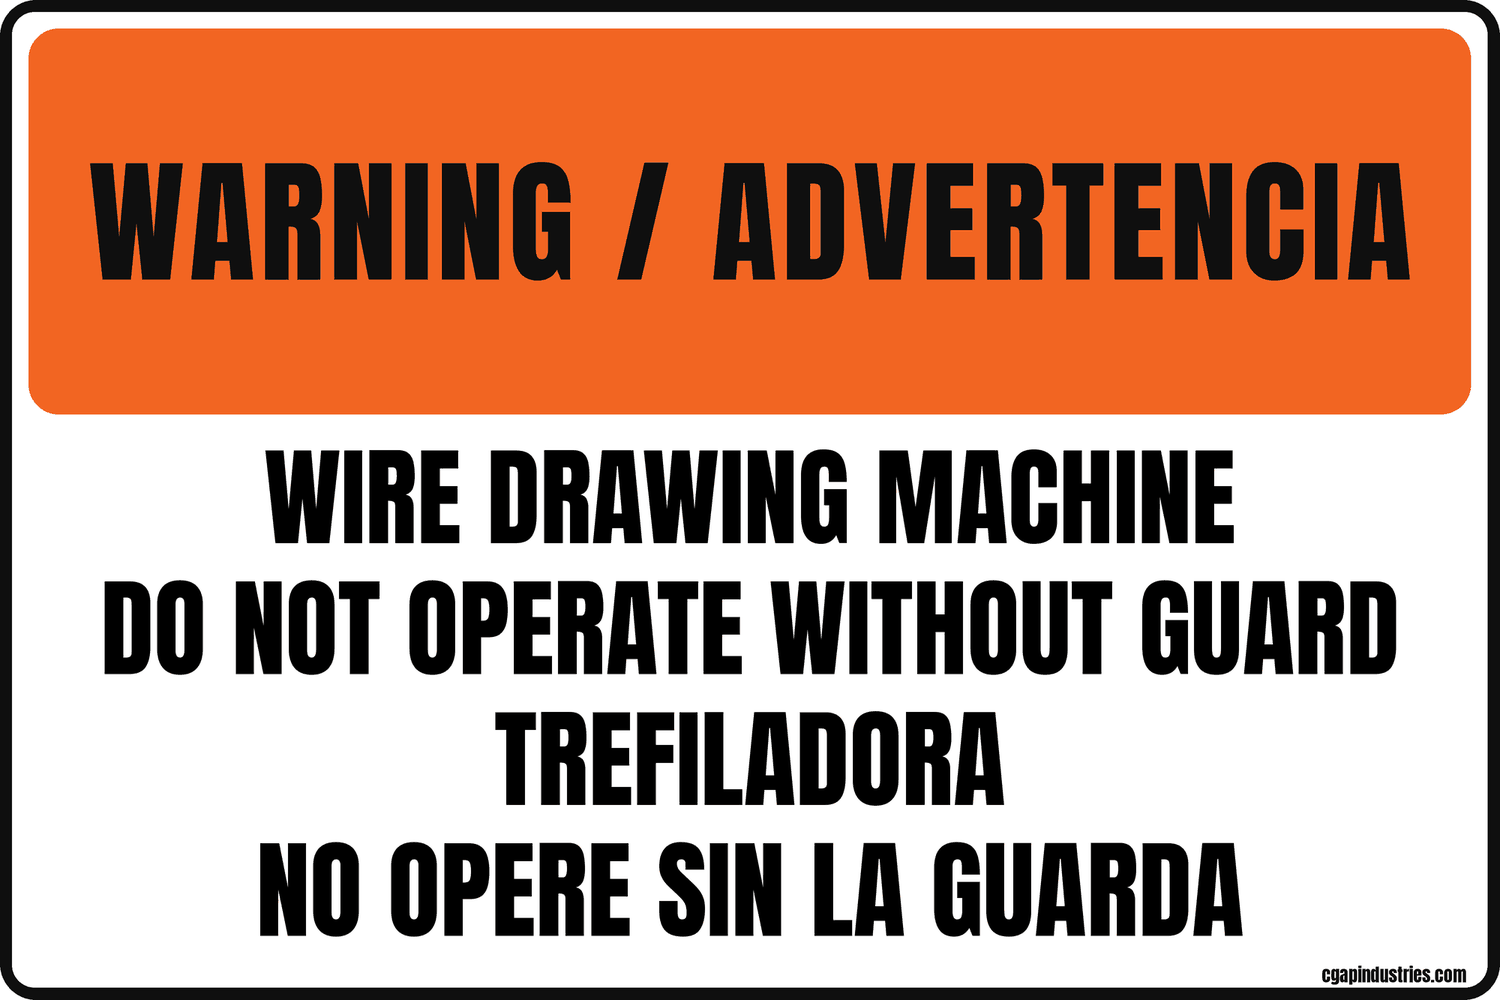 WARNING / ADVERTENCIA
WIRE DRAWING MACHINE
DO NOT OPERATE WITHOUT GUARD
TREFILADORA
NO OPERE SIN LA GUARDA
cgapindustries.com